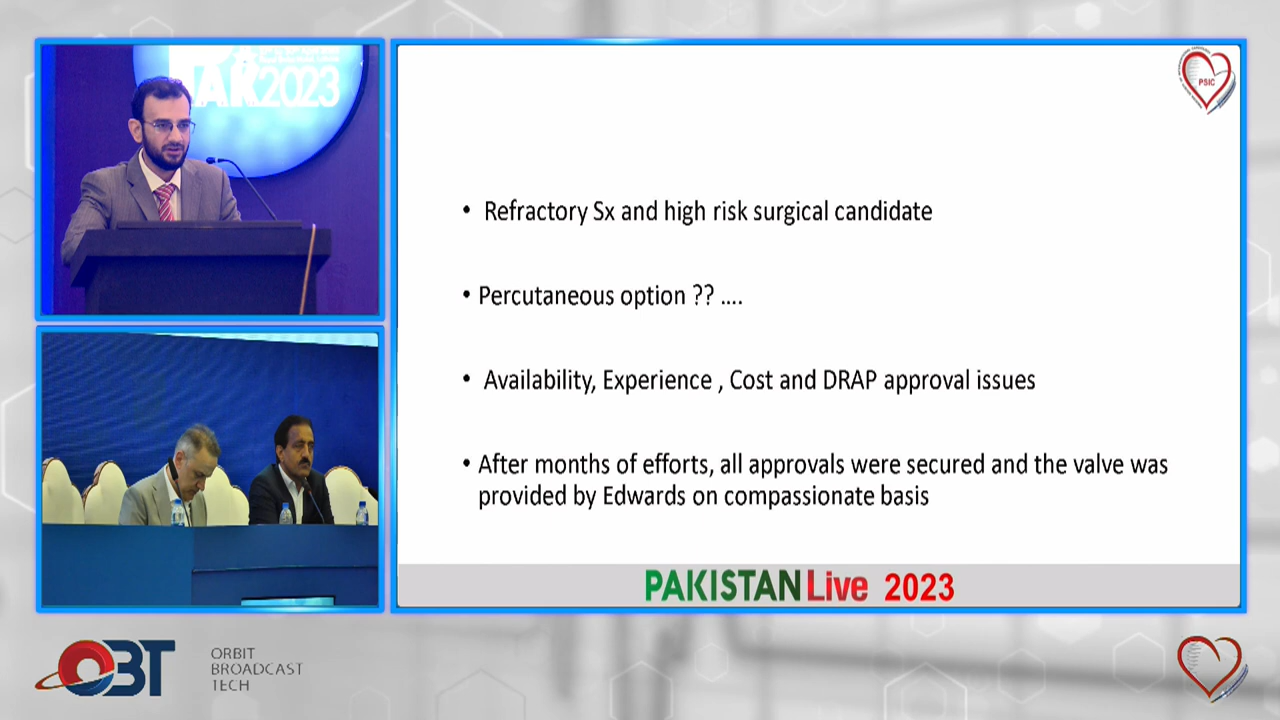 AK2023
PSIC
• Refractory Sx and high risk surgical candidate
• Percutaneous option ?? ....
• Availability, Experience , Cost and DRAP approval issues
• After months of efforts, all approvals were secured and the valve was
provided by Edwards on compassionate basis
PAKISTAN Live 2023
OBT
ORBIT
BROADCAST
TECH